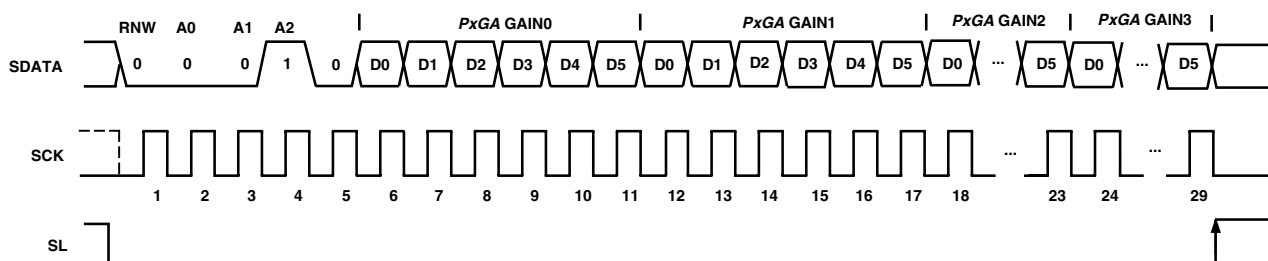 RNW A0 A1 A2 PxGA GAIN0 PxGA GAIN1 PxGA GAIN2 PxGA GAIN3
SDATA 0 0 0 1 0 D0 D1 D2 D3 D4 D5 D0 D1 D2 D3 D4 D5 D0 ... D5 D0 ... D5
SCK ... ...
1 2 3 4 5 6 7 8 9 10 11 12 13 14 15 16 17 18 23 24 29
SL